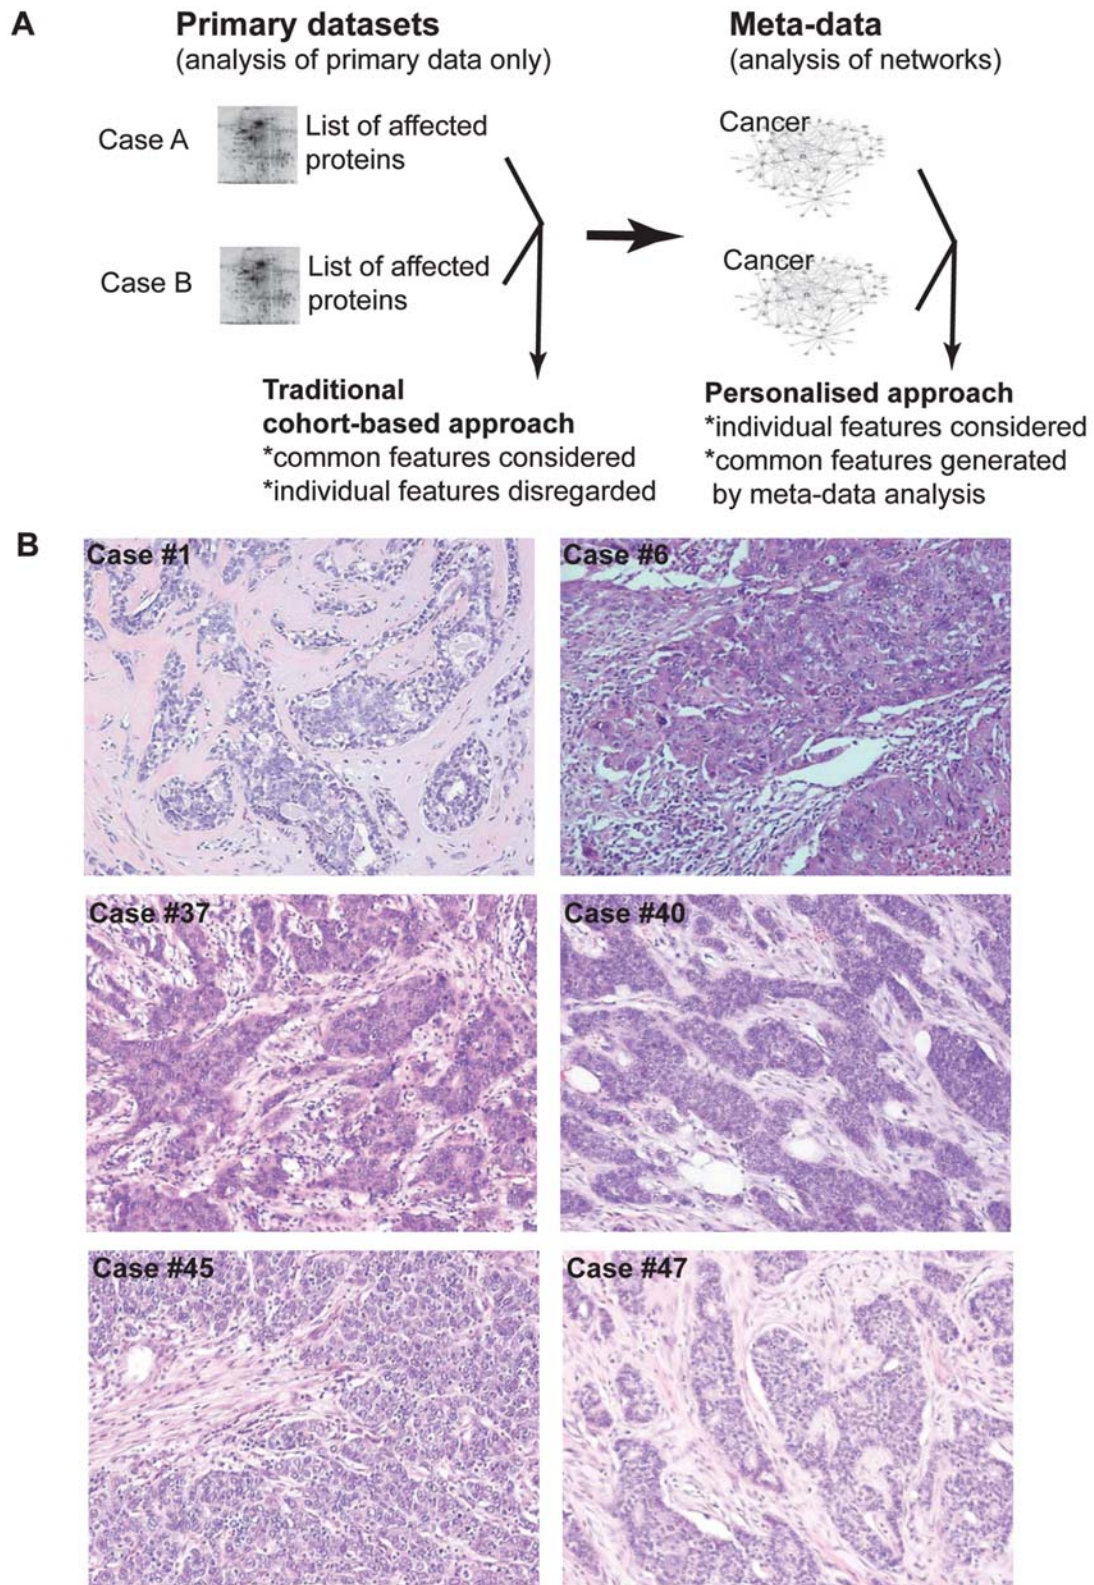 A
Primary datasets
(analysis of primary data only)
Meta-data
(analysis of networks)
Case A
List of affected
proteins
Cancer
Case B
List of affected
proteins
Cancer
Traditional
cohort-based approach
*common features considered
*individual features disregarded
Personalised approach
*individual features considered
*common features generated
by meta-data analysis
B
Case #1
Case #6
Case #37
Case #40
Case #45
Case #47